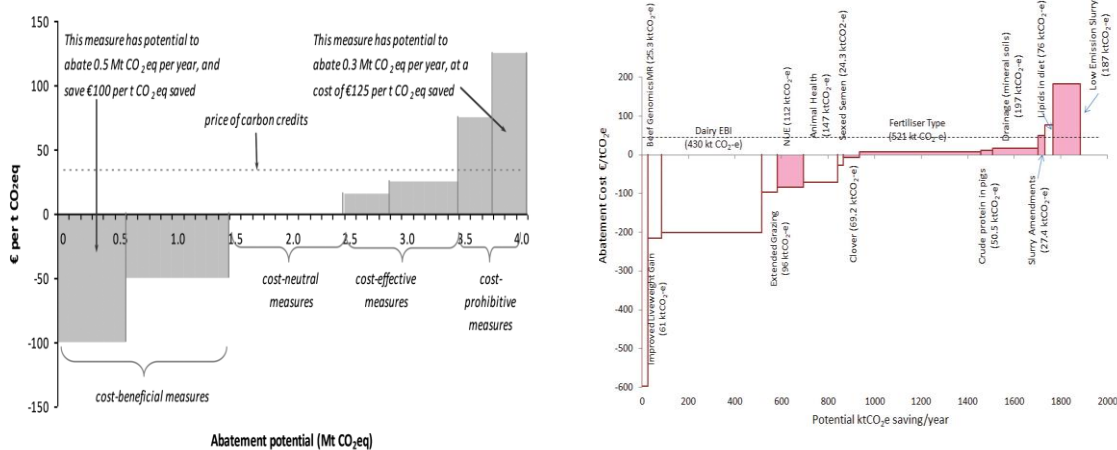 150
100
50
0
-50
-100
-150
€ per t CO2eq
This measure has potential to
abate 0.5 Mt CO2 eq per year, and
save €100 per t CO2 eq saved
This measure has potential to
abate 0.3 MtCO2 eq per year, at a
cost of €125 per t CO2 eq saved
price of carbon credits
0 0.5 1.0 1.5 2.0 2.5 3.0 3.5 4.0
cost-neutral
measures
cost-effective
measures
cost-
prohibitive
measures
cost-beneficial measures
Abatement potential (Mt CO2eq)
200
100
0
-100
-200
-300
-400
-500
-600
Abatement Cost €/tCO2e
Beef Genomics MR (25.3 ktCO2-e)
Improved Liveweight Gain
(61 ktCO2-e)
Dairy EBI
(430 kt CO2-e)
Extended Grazing
(96 ktCO2-e)
NUE (112 ktCO2-e)
Animal Health
(147 ktCO2-e)
Sexed Semen (24.3 ktCO2-e)
Clover (69.2 ktCO2-e)
Fertiliser Type
(521 kt CO2-e)
Crude protein in pigs
(50.5 ktCO2-e)
Drainage (mineral soils)
(197 ktCO2-e)
Slurry Amendments
(27.4 ktCO2-e)
Lipids in diet (76 ktCO2-e)
Low Emission Slurry
(187 ktCO2-e)
0 200 400 600 800 1000 1200 1400 1600 1800 2000
Potential ktCO2e saving/year